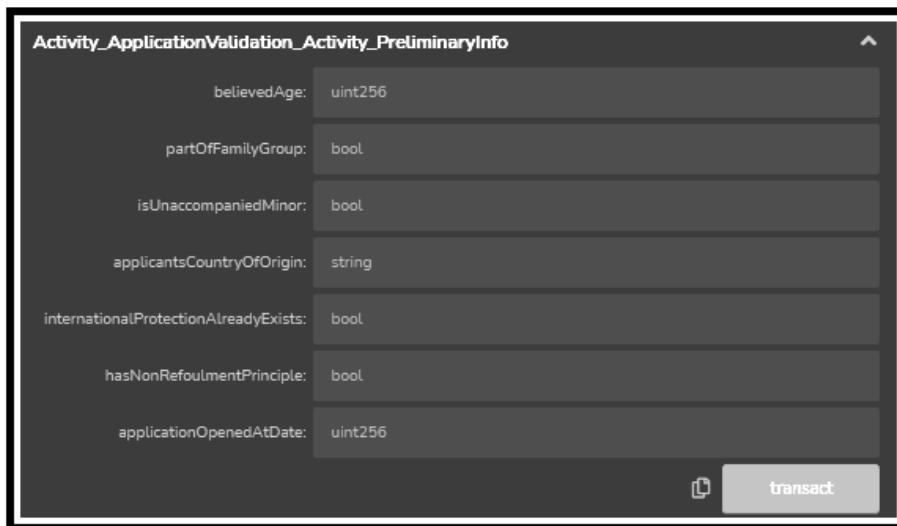 Activity_ApplicationValidation_Activity_PreliminaryInfo
believedAge: uint256
partOfFamilyGroup: bool
isUnaccompaniedMinor: bool
applicantsCountryOfOrigin: string
internationalProtectionAlreadyExists: bool
hasNonRefoulmentPrinciple: bool
applicationOpenedAtDate: uint256
transact